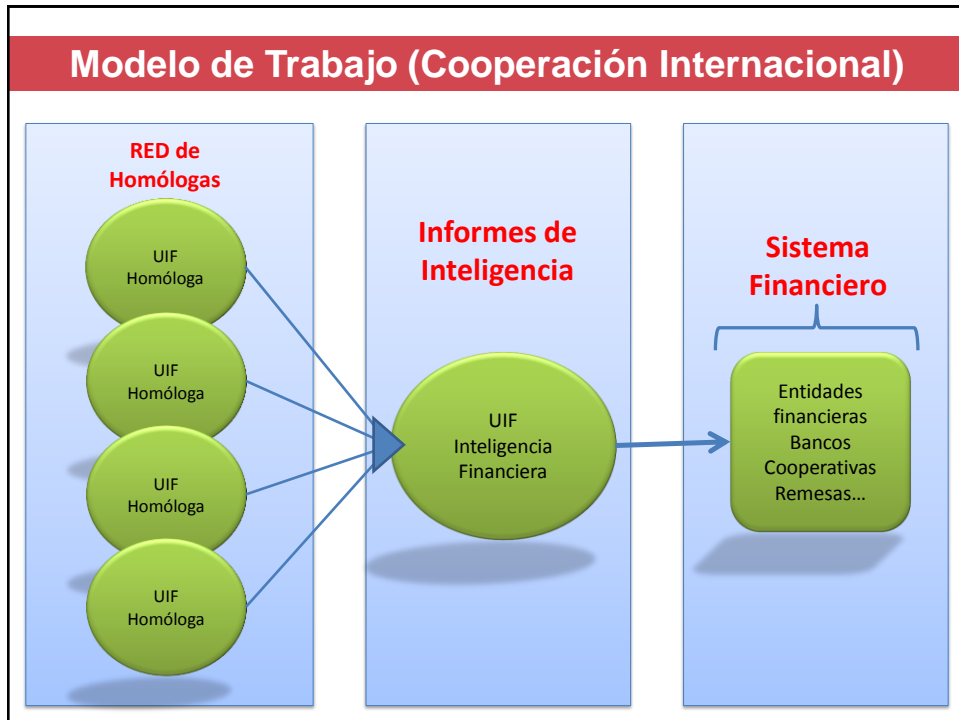 Modelo de Trabajo (Cooperación Internacional)
RED de
Homólogas
UIF
Homóloga
UIF
Homóloga
UIF
Homóloga
UIF
Homóloga
Informes de
Inteligencia
UIF
Inteligencia
Financiera
Sistema
Financiero
Entidades
financieras
Bancos
Cooperativas
Remesas...